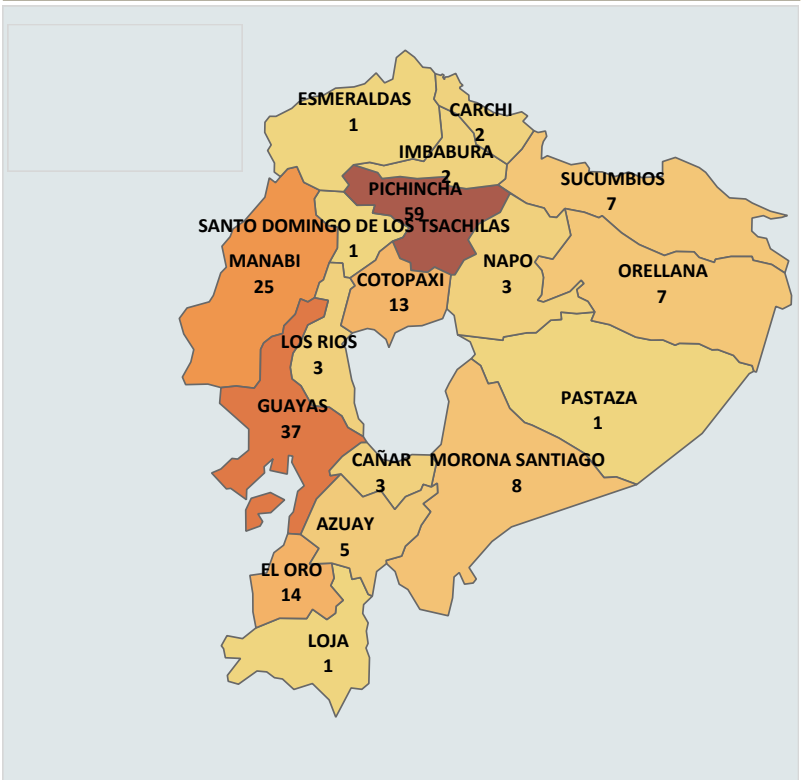 ESMERALDAS
1
CARCHI
2
IMBABURA
2
PICHINCHA
59
SUCUMBIOS
7
SANTO DOMINGO DE LOS TSACHILAS
1
MANABI
25
NAPO
3
ORELLANA
7
COTOPAXI
13
LOS RIOS
3
PASTAZA
1
GUAYAS
37
CAÑAR
3
MORONA SANTIAGO
8
AZUAY
5
EL ORO
14
LOJA
1